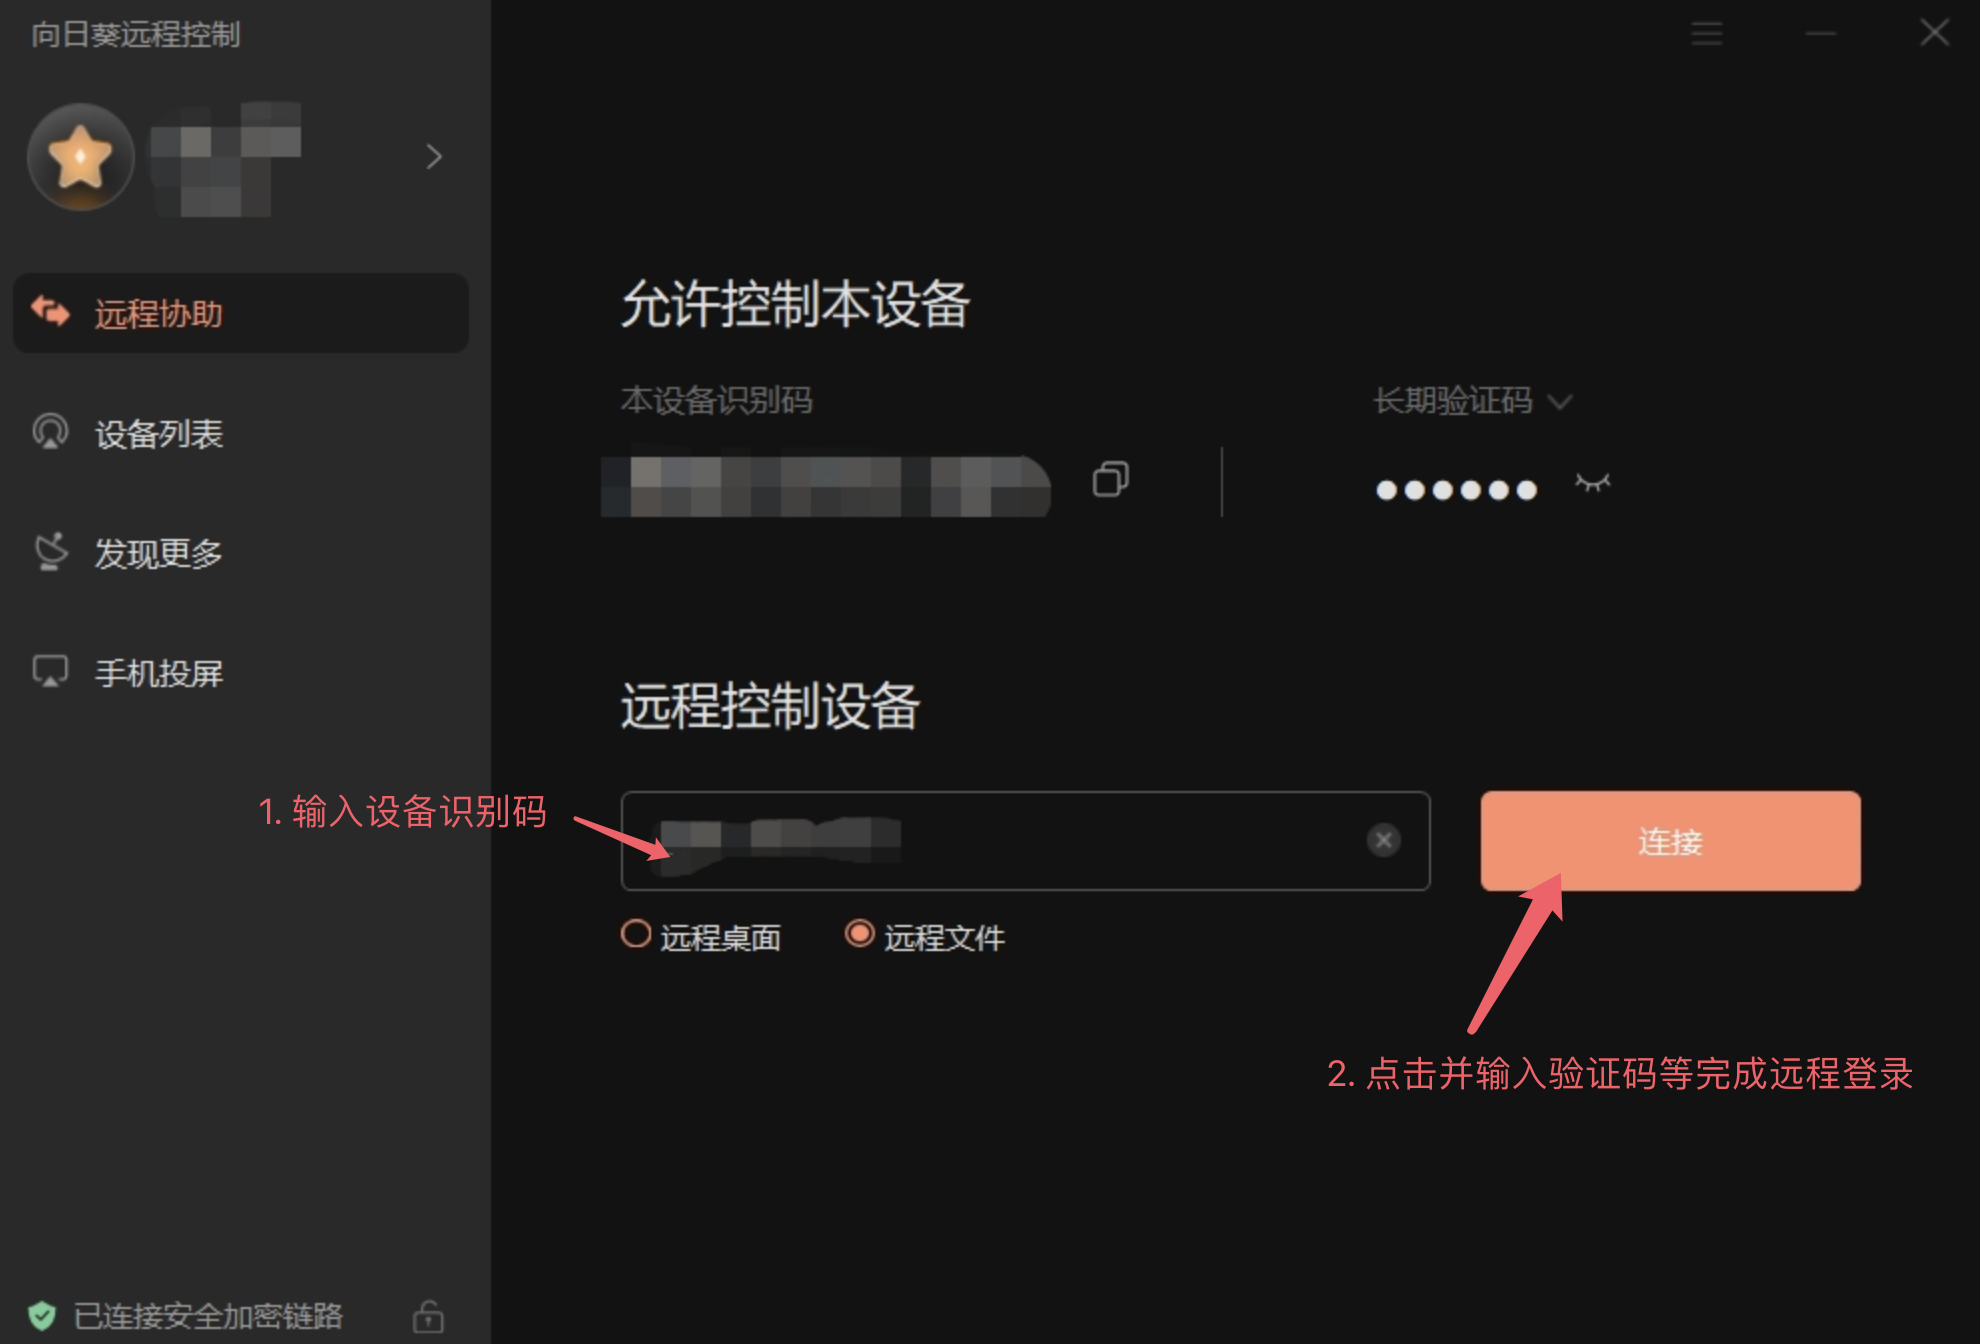 向日葵远程控制
远程协助
设备列表
发现更多
手机投屏
已连接安全加密链路
允许控制本设备
本设备识别码
长期验证码
远程控制设备
1. 输入设备识别码
连接
远程桌面
远程文件
2. 点击并输入验证码等完成远程登录